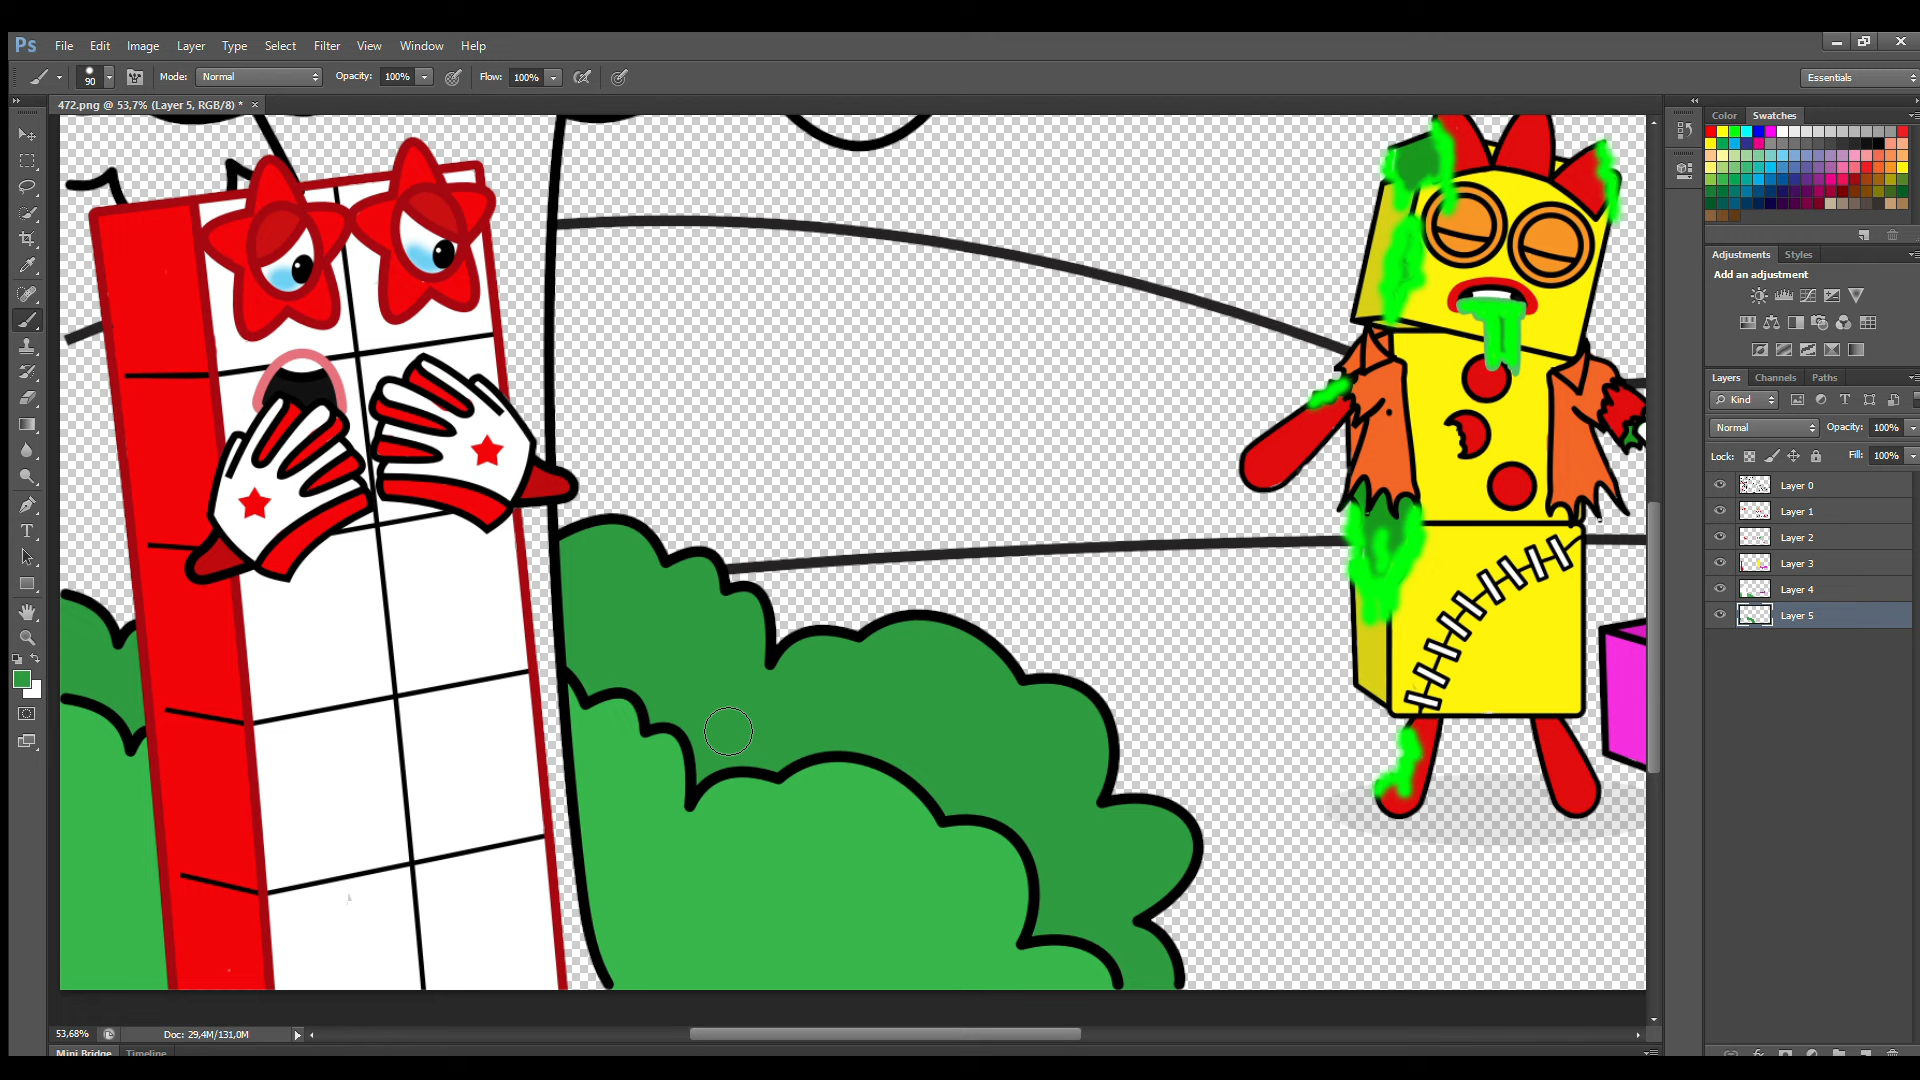 Ps File Edit Image Layer Type Select Filter View Window Help
90 Mode: Normal Opacity: 100% Flow: 100% Essentials
472.png @ 53,7% (Layer 5, RGB/8) * ×
Color Swatches
Adjustments Styles
Add an adjustment
Layers Channels Paths
Kind
Normal Opacity: 100%
Lock: Fill: 100%
Layer 0
Layer 1
Layer 2
Layer 3
Layer 4
Layer 5
53,68% Doc: 29,4M/131,0M
Mini Bridge Timeline